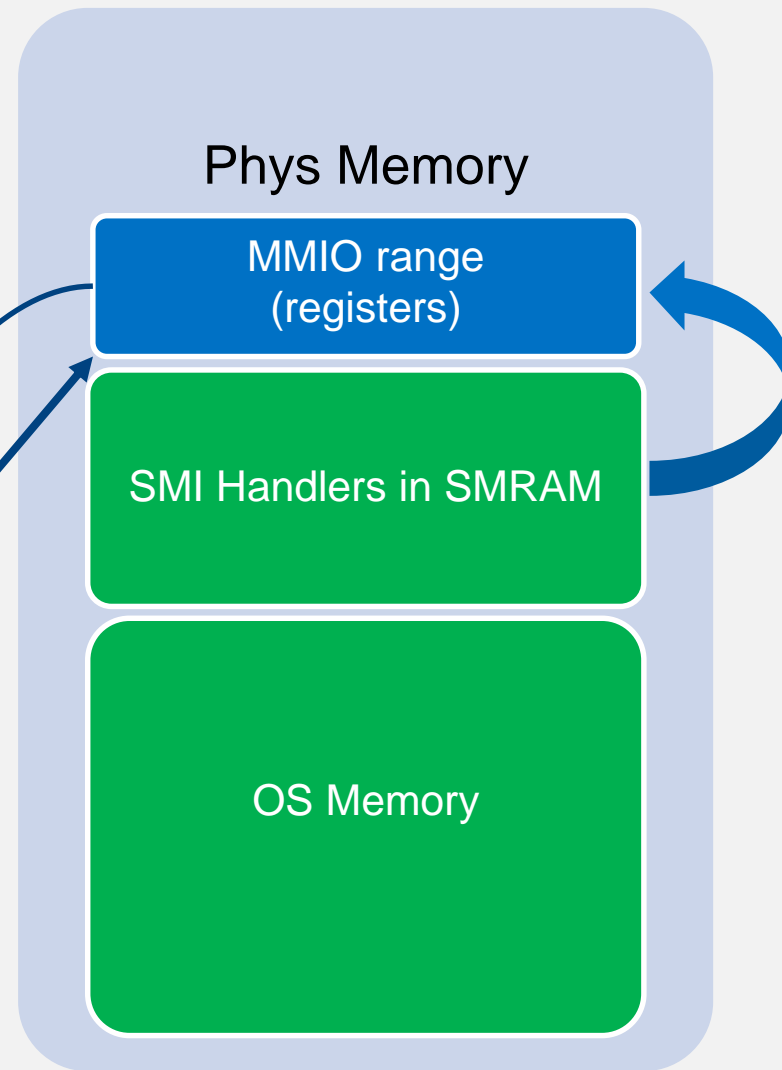 Phys Memory
MMIO range
(registers)
SMI Handlers in SMRAM
OS Memory